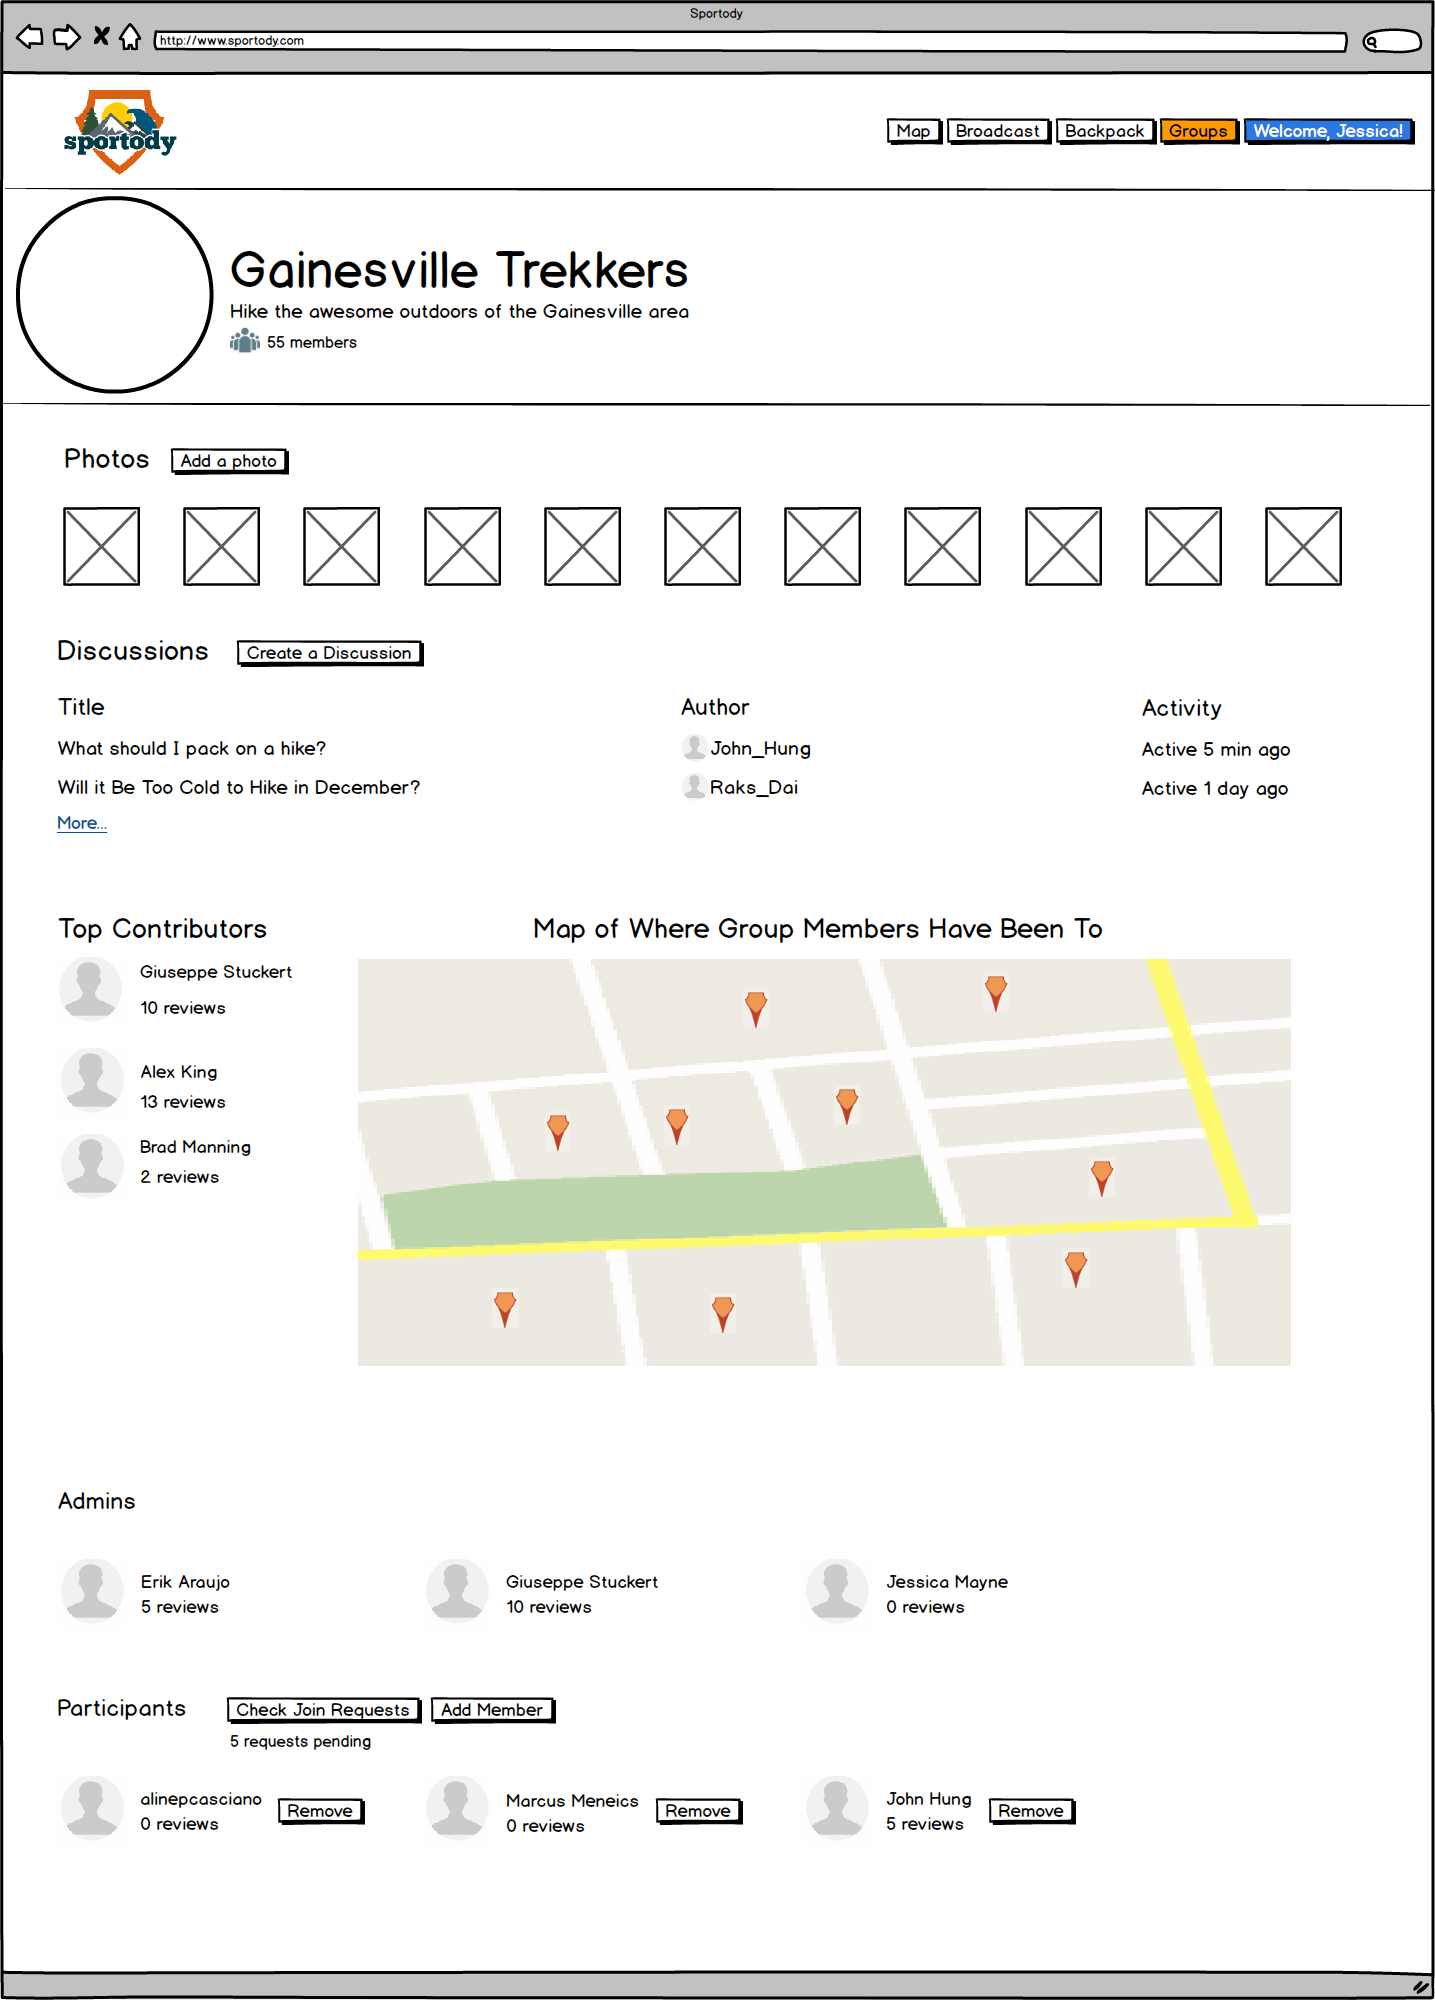 Sportody
http://www.sportody.com
sportody
Map
Broadcast
Backpack
Groups
Welcome, Jessica!
Gainesville Trekkers
Hike the awesome outdoors of the Gainesville area
55 members
Photos
Add a photo
Discussions
Create a Discussion
Title
Author
Activity
What should I pack on a hike?
John_Hung
Active 5 min ago
Will it Be Too Cold to Hike in December?
Raks_Dai
Active 1 day ago
More...
Top Contributors
Giuseppe Stuckert
10 reviews
Alex King
13 reviews
Brad Manning
2 reviews
Map of Where Group Members Have Been To
Admins
Erik Araujo
5 reviews
Giuseppe Stuckert
10 reviews
Jessica Mayne
0 reviews
Participants
Check Join Requests
Add Member
5 requests pending
alinepcasciano
0 reviews
Remove
Marcus Meneics
0 reviews
Remove
John Hung
5 reviews
Remove